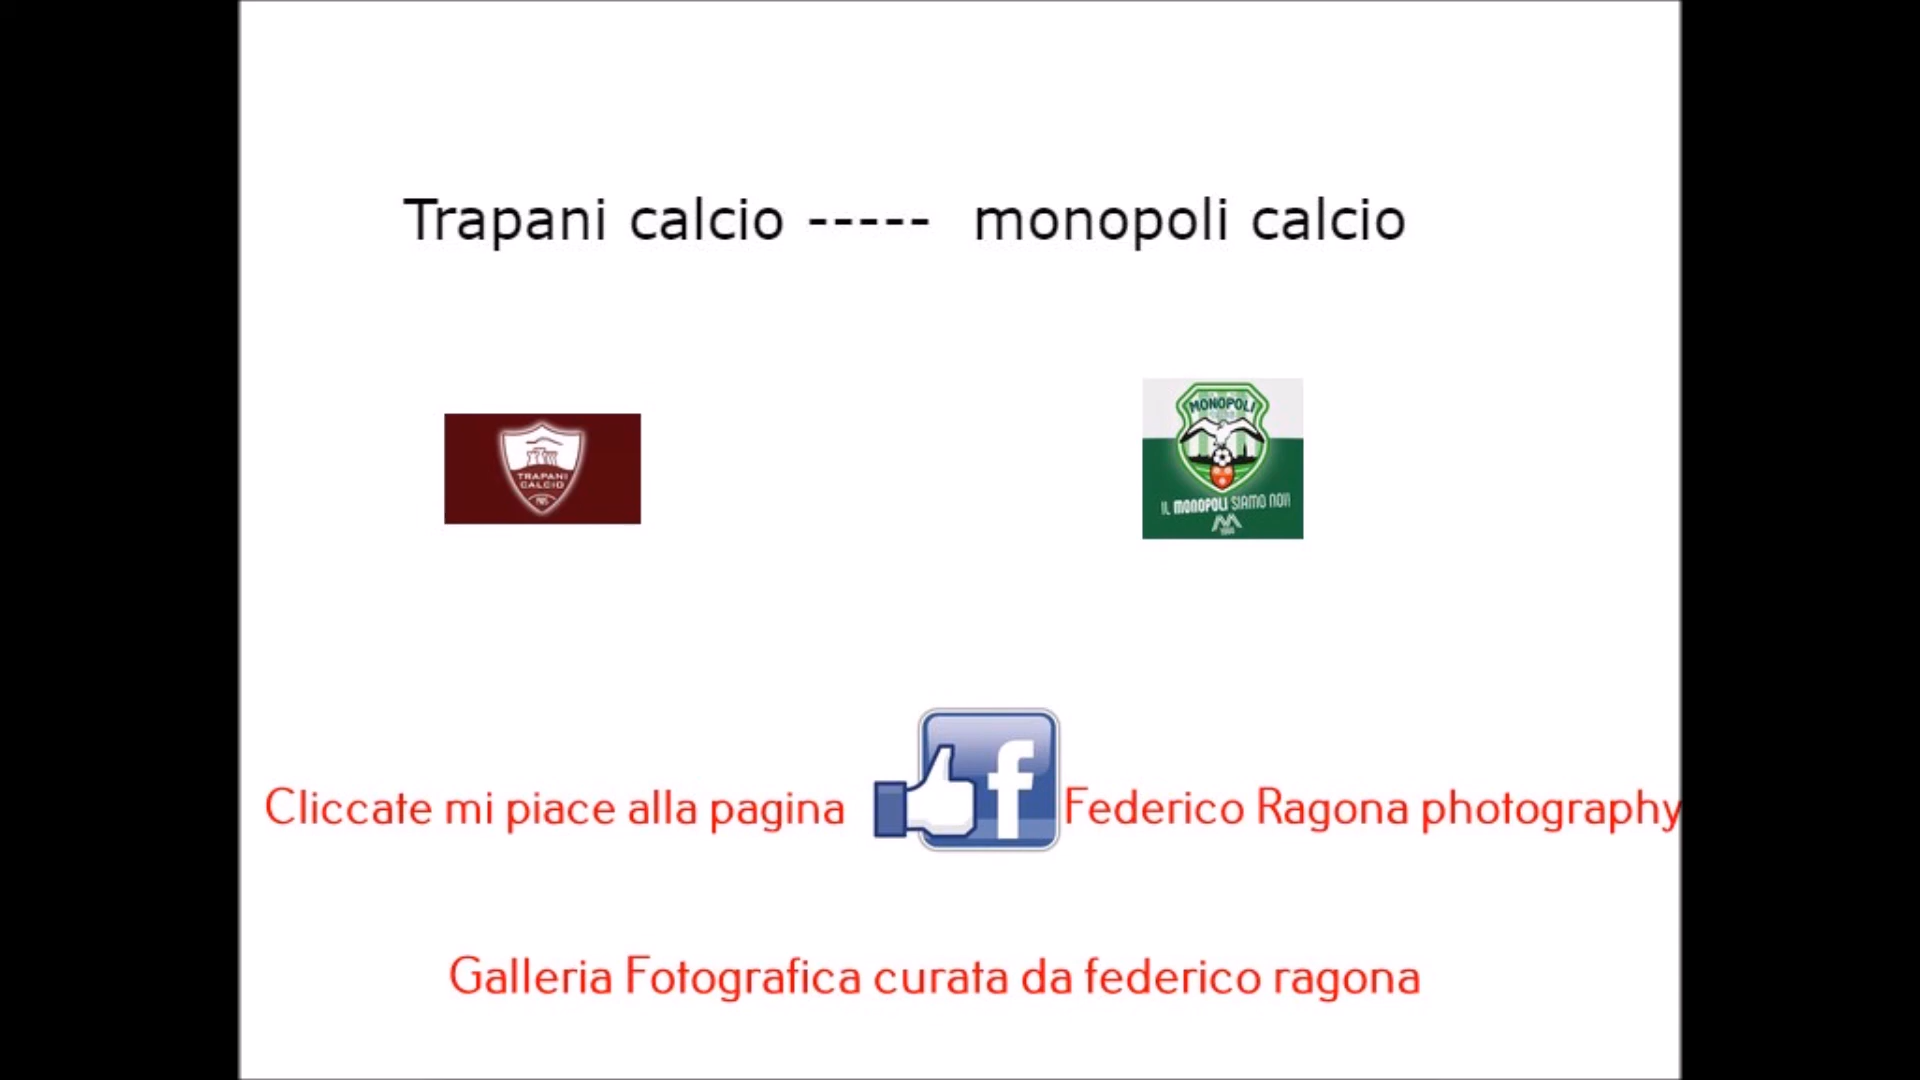 Trapani calcio ----- monopoli calcio
TRAPANI
CALCIO
MONOPOLI
IL MONOPOLI SIAMO NOI!
Cliccate mi piace alla pagina f Federico Ragona photography
Galleria Fotografica curata da federico ragona